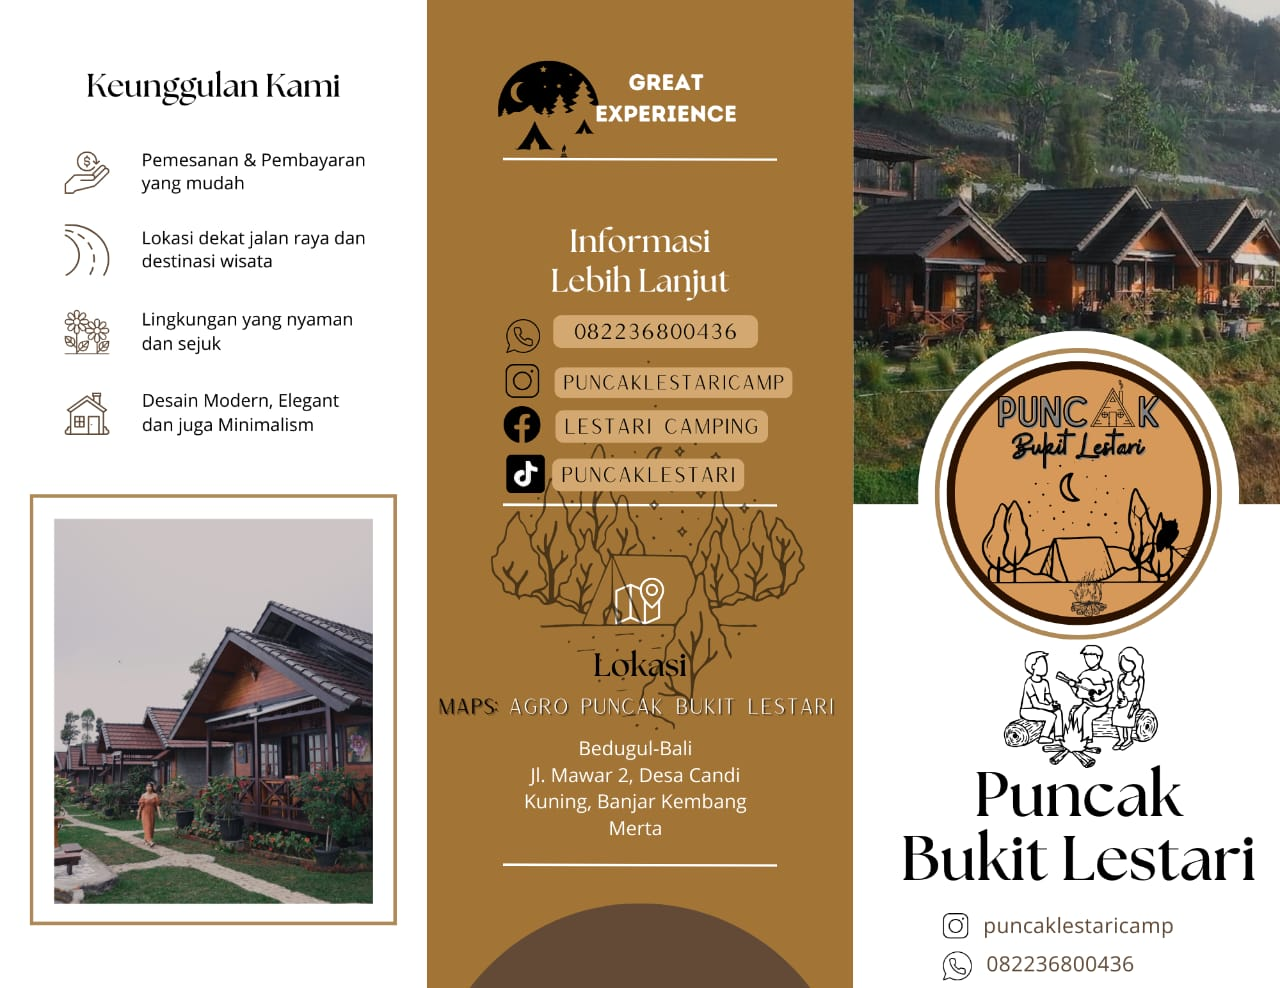 Keunggulan Kami
Pemesanan & Pembayaran
yang mudah
Lokasi dekat jalan raya dan
destinasi wisata
Lingkungan yang nyaman
dan sejuk
Desain Modern, Elegant
dan juga Minimalism
GREAT
EXPERIENCE
Informasi
Lebih Lanjut
082236800436
PUNCAKLESTARICAMP
LESTARI CAMPING
PUNCAKLESTARI
Lokasi
MAPS: AGRO PUNCAK BUKIT LESTARI
Bedugul-Bali
Jl. Mawar 2, Desa Candi
Kuning, Banjar Kembang
Merta
PUNCAK
Bukit Lestari
Puncak
Bukit Lestari
puncaklestaricamp
082236800436